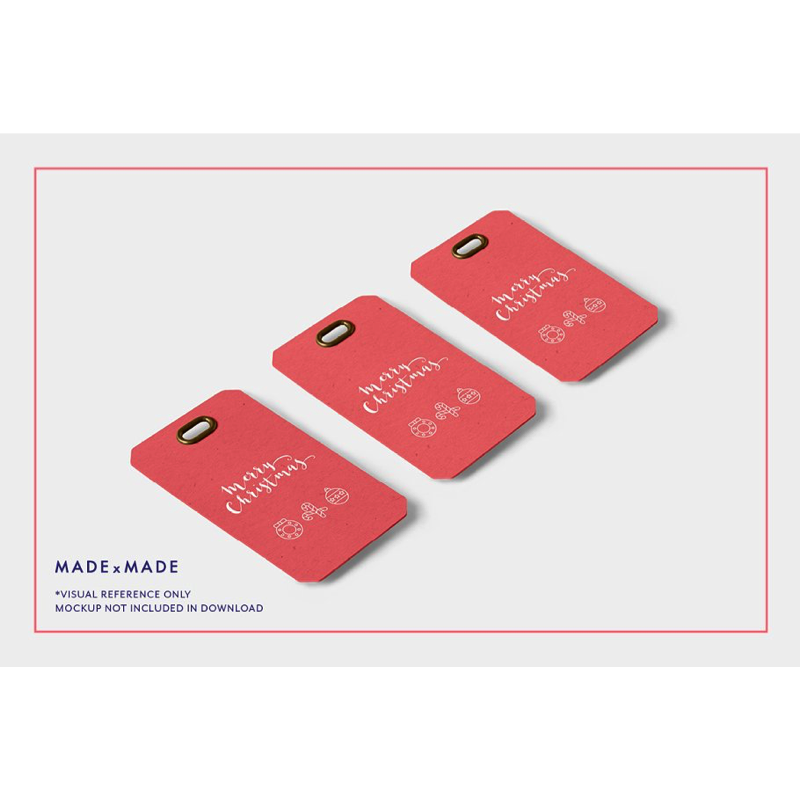 Merry
Christmas
Merry
Christmas
Merry
Christmas
MADE x MADE
*VISUAL REFERENCE ONLY
MOCKUP NOT INCLUDED IN DOWNLOAD